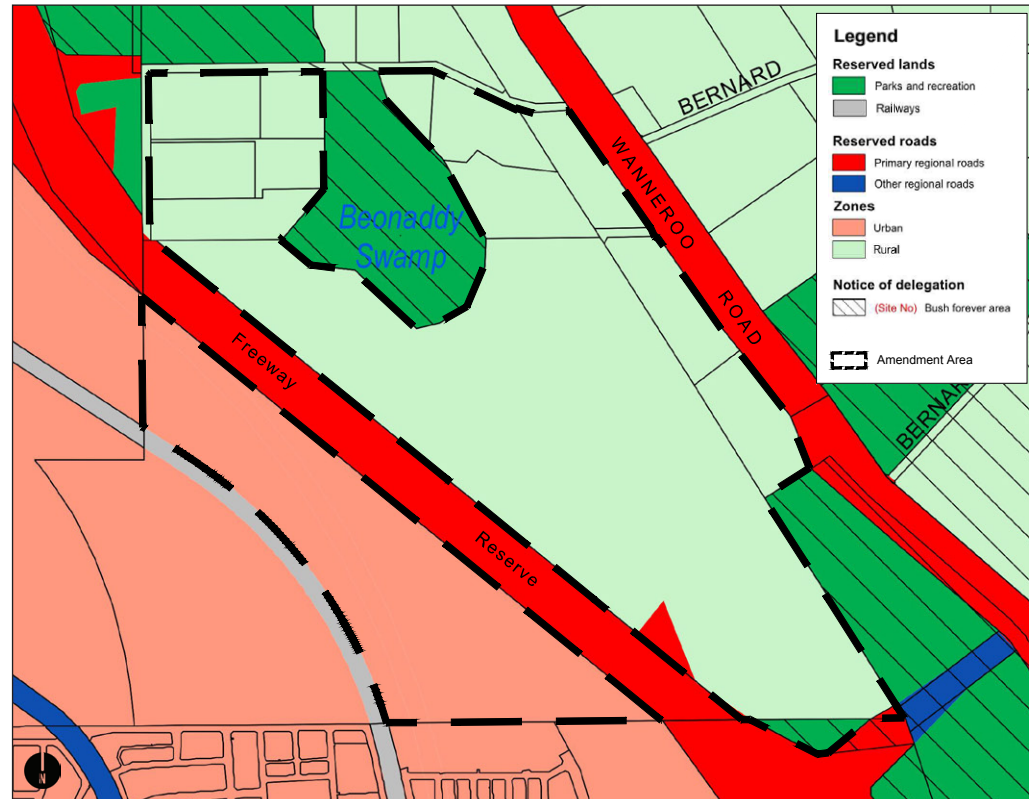 Legend
Reserved lands
Parks and recreation
Railways
Reserved roads
Primary regional roads
Other regional roads
Zones
Urban
Rural
Notice of delegation
(Site No) Bush forever area
Amendment Area
BERNARD
WANNEROO
ROAD
Beonaddy
Swamp
Freeway
Reserve
BERNAR
N